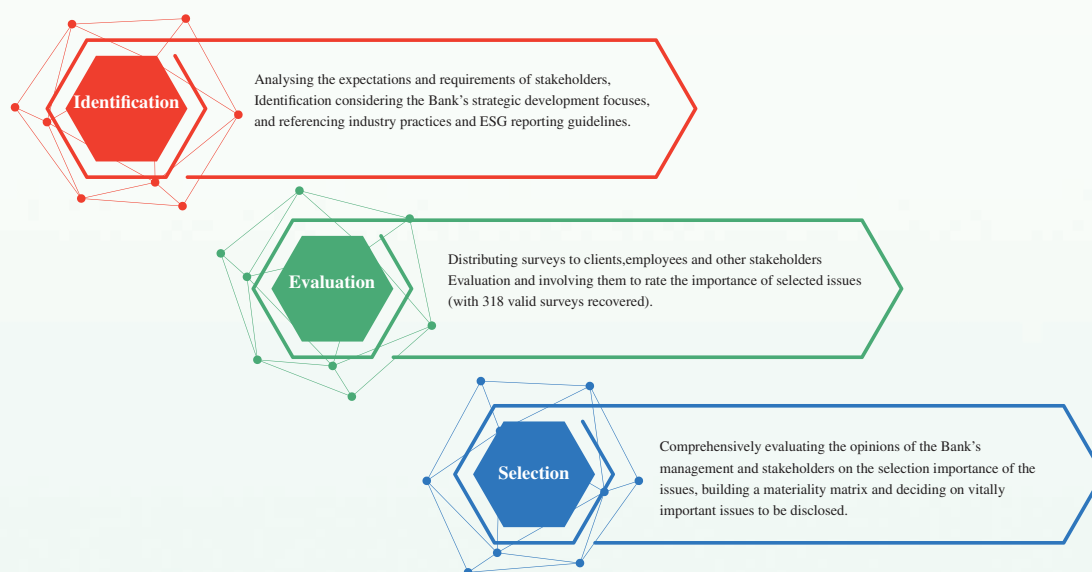 Identification
Analysing the expectations and requirements of stakeholders,
Identification considering the Bank's strategic development focuses,
and referencing industry practices and ESG reporting guidelines.
Evaluation
Distributing surveys to clients,employees and other stakeholders
Evaluation and involving them to rate the importance of selected issues
(with 318 valid surveys recovered).
Selection
Comprehensively evaluating the opinions of the Bank's
management and stakeholders on the selection importance of the
issues, building a materiality matrix and deciding on vitally
important issues to be disclosed.